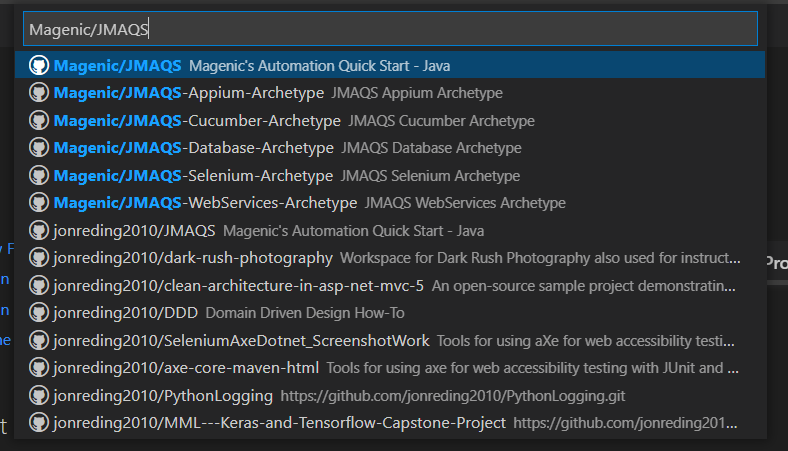 Magenic/JMAQS
Magenic/JMAQS Magenic's Automation Quick Start - Java
Magenic/JMAQS-Appium-Archetype JMAQS Appium Archetype
Magenic/JMAQS-Cucumber-Archetype JMAQS Cucumber Archetype
Magenic/JMAQS-Database-Archetype JMAQS Database Archetype
Magenic/JMAQS-Selenium-Archetype JMAQS Selenium Archetype
Magenic/JMAQS-WebServices-Archetype JMAQS WebServices Archetype
jonreding2010/JMAQS Magenic's Automation Quick Start - Java
jonreding2010/dark-rush-photography Workspace for Dark Rush Photography also used for instruct...
jonreding2010/clean-architecture-in-asp-net-mvc-5 An open-source sample project demonstratin...
jonreding2010/DDD Domain Driven Design How-To
jonreding2010/SeleniumAxeDotnet_ScreenshotWork Tools for using aXe for web accessibility testi...
jonreding2010/axe-core-maven-html Tools for using axe for web accessibility testing with JUnit and ...
jonreding2010/PythonLogging https://github.com/jonreding2010/PythonLogging.git
jonreding2010/MML---Keras-and-Tensorflow-Capstone-Project https://github.com/jonreding201...